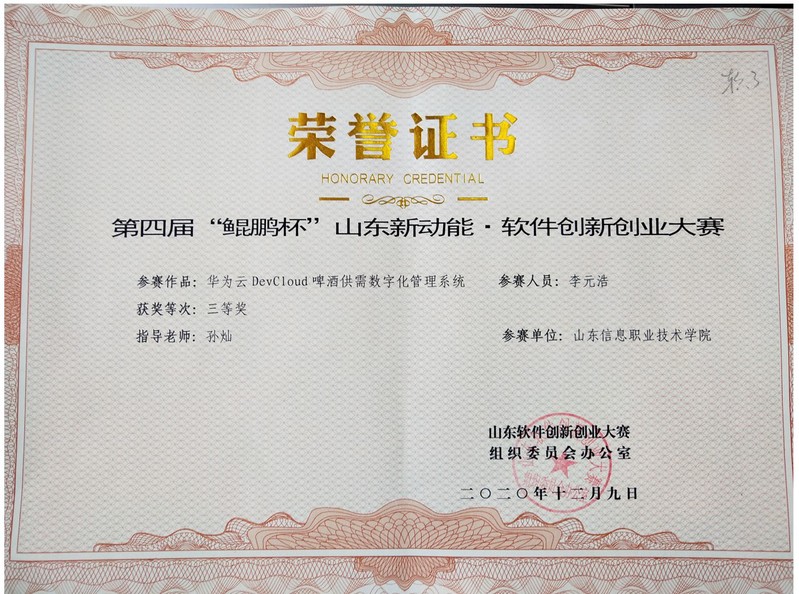 荣誉证书
HONORARY CREDENTIAL
第四届“鲲鹏杯”山东新动能·软件创新创业大赛
参赛作品：华为云DevCloud啤酒供需数字化管理系统 参赛人员：李元浩
获奖等次：三等奖
指导老师：孙灿 参赛单位：山东信息职业技术学院
山东软件创新创业大赛
组织委员会办公室
二〇二〇年十二月九日